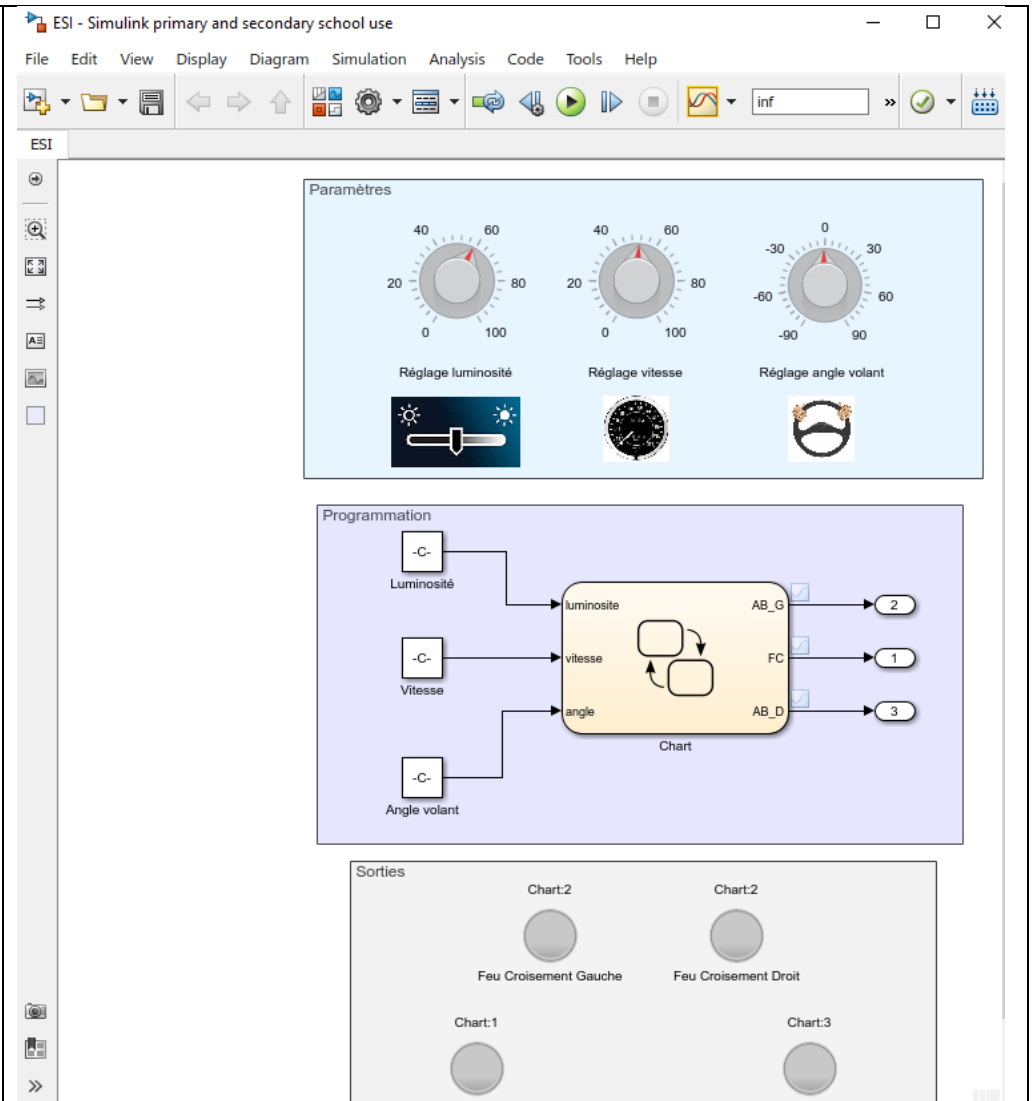 ESI - Simulink primary and secondary school use
File Edit View Display Diagram Simulation Analysis Code Tools Help
inf
»
ESI
Paramètres
40 60 40 60 0
-30 30
20 80 20 80
-60 60
0 100 0 100 -90 90
Réglage luminosité Réglage vitesse Réglage angle volant
Programmation
-C-
Luminosité
luminosite AB_G 2
-C-
vitesse FC 1
Vitesse
angle AB_D 3
Chart
-C-
Angle volant
Sorties
Chart:2 Chart:2
Feu Croisement Gauche Feu Croisement Droit
Chart:1 Chart:3
»